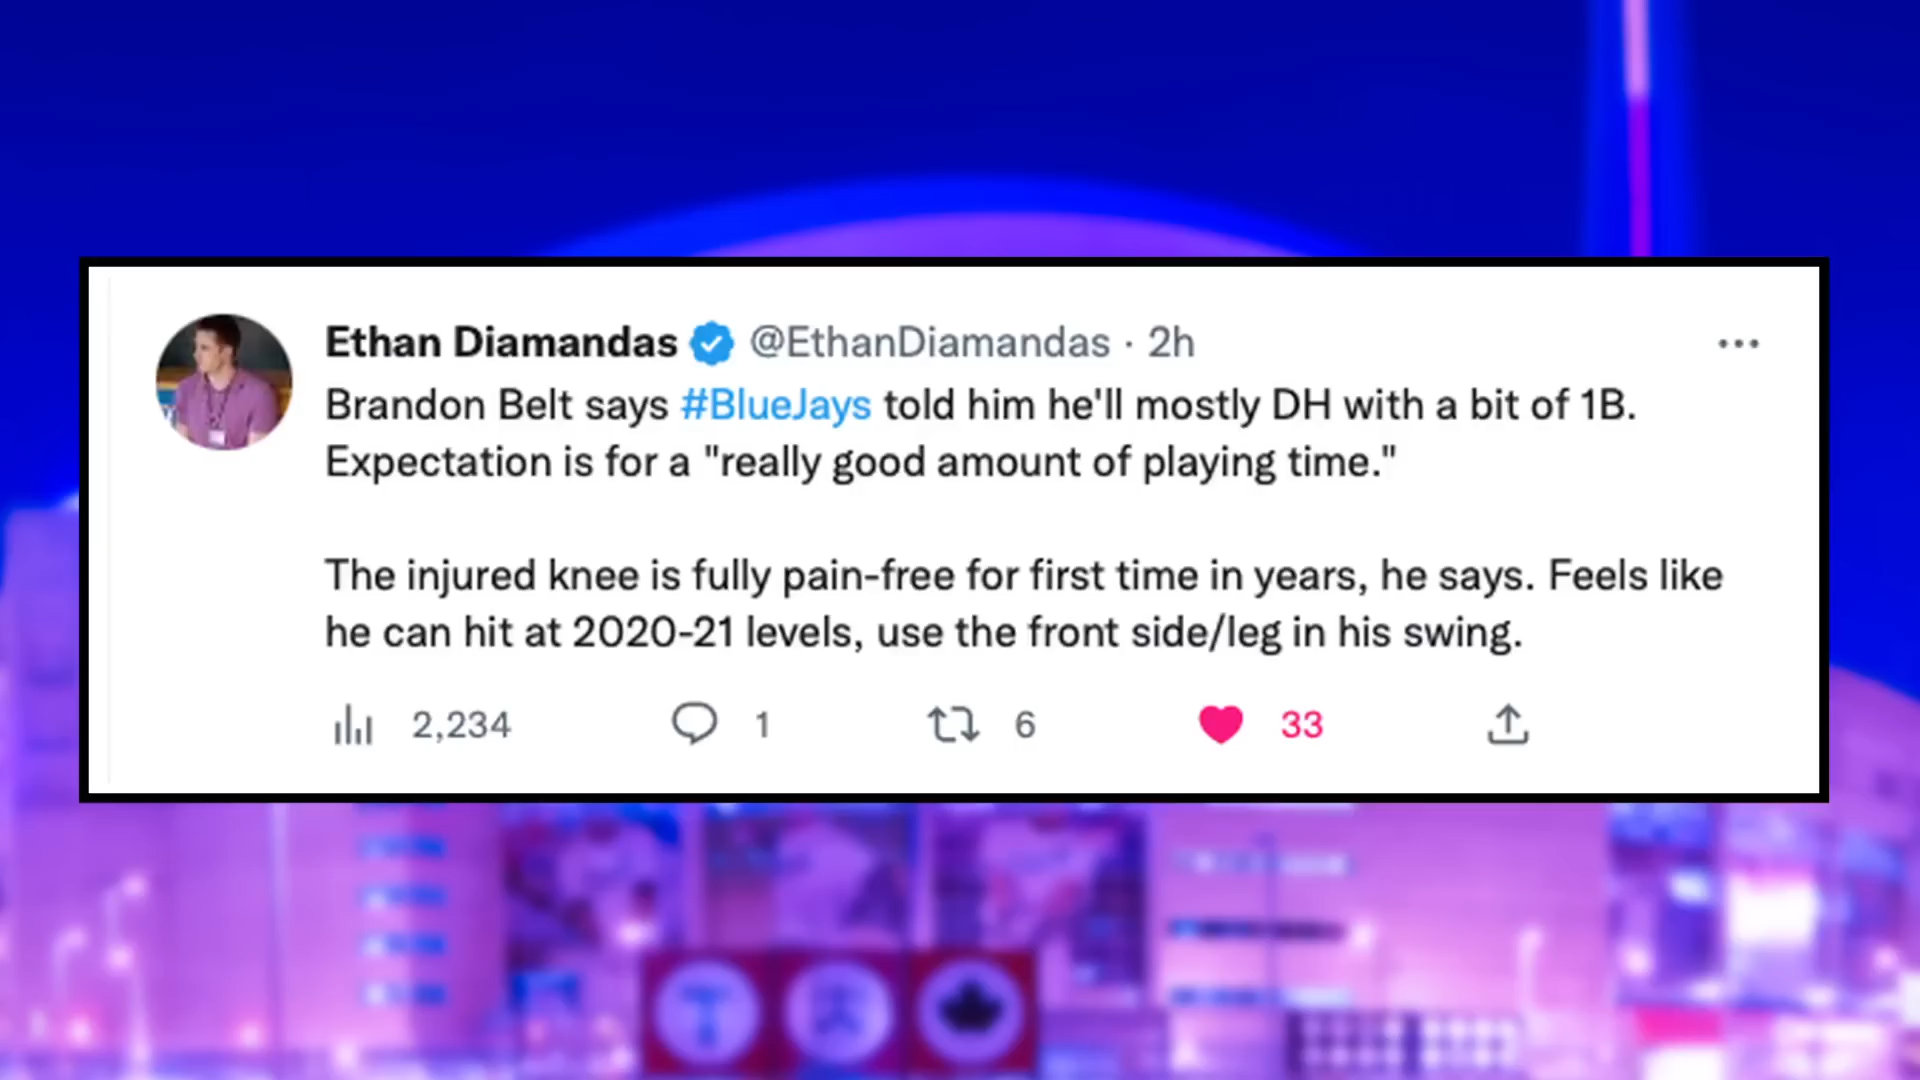 Ethan Diamandas @EthanDiamandas · 2h
Brandon Belt says #BlueJays told him he'll mostly DH with a bit of 1B.
Expectation is for a "really good amount of playing time."
The injured knee is fully pain-free for first time in years, he says. Feels like
he can hit at 2020-21 levels, use the front side/leg in his swing.
2,234 1 6 33